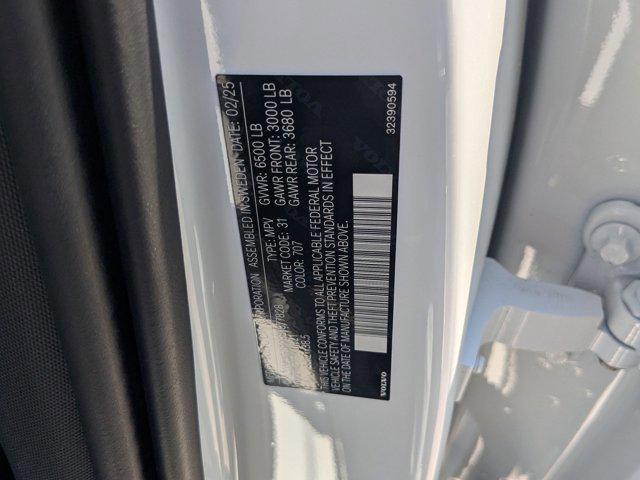 CORPORATION ASSEMBLED IN SWEDEN DATE: 02/25
TYPE: MPV GVWR: 6500 LB
MARKET CODE: 31 GAWR FRONT: 3000 LB
COLOR: 707 GAWR REAR: 3680 LB
THIS VEHICLE CONFORMS TO ALL APPLICABLE FEDERAL MOTOR
VEHICLE SAFETY AND THEFT PREVENTION STANDARDS IN EFFECT
ON THE DATE OF MANUFACTURE SHOWN ABOVE.
VOLVO 32390594